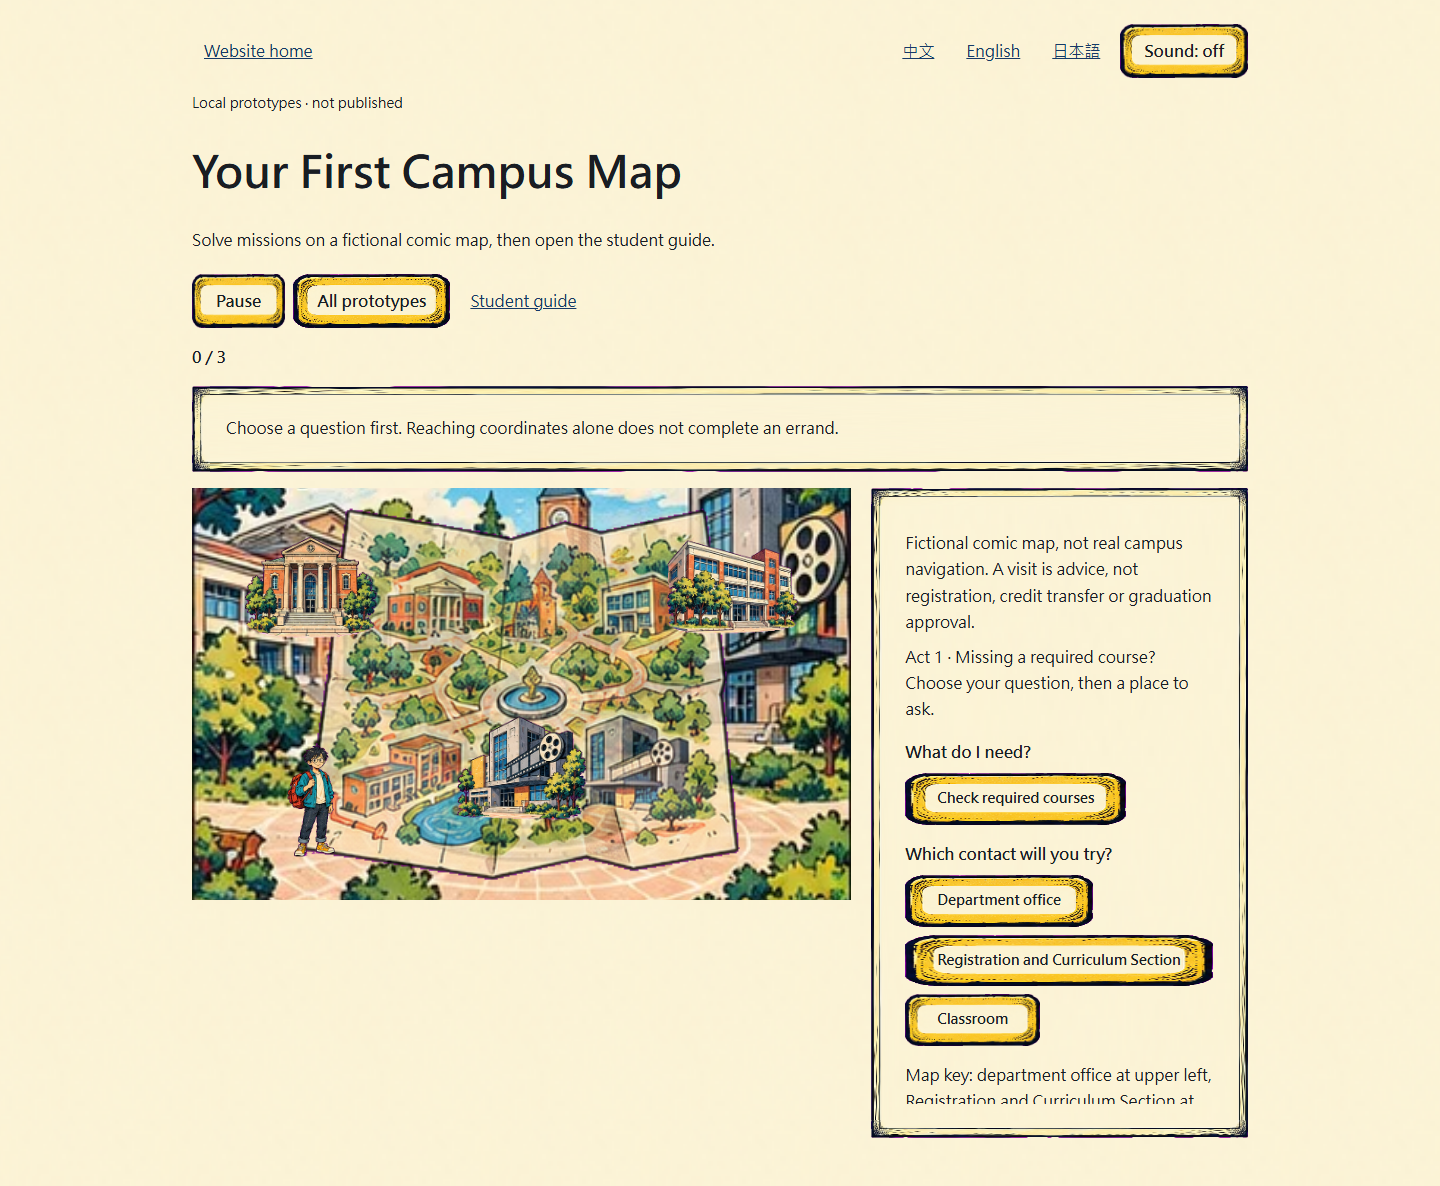 Website home
中文
English
日本語
Sound: off
Local prototypes · not published
Your First Campus Map
Solve missions on a fictional comic map, then open the student guide.
Pause
All prototypes
Student guide
0 / 3
Choose a question first. Reaching coordinates alone does not complete an errand.
Fictional comic map, not real campus
navigation. A visit is advice, not
registration, credit transfer or graduation
approval.
Act 1 · Missing a required course?
Choose your question, then a place to
ask.
What do I need?
Check required courses
Which contact will you try?
Department office
Registration and Curriculum Section
Classroom
Map key: department office at upper left,
Registration and Curriculum Section at